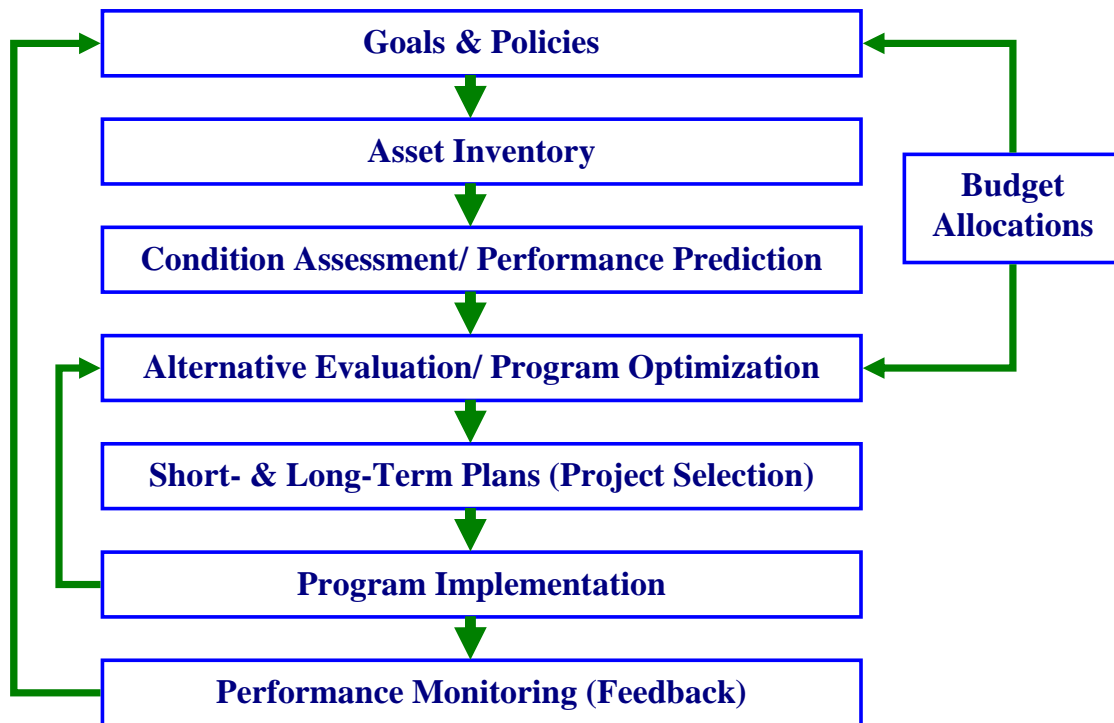 Goals & Policies
Asset Inventory
Budget
Allocations
Condition Assessment/ Performance Prediction
Alternative Evaluation/ Program Optimization
Short- & Long-Term Plans (Project Selection)
Program Implementation
Performance Monitoring (Feedback)